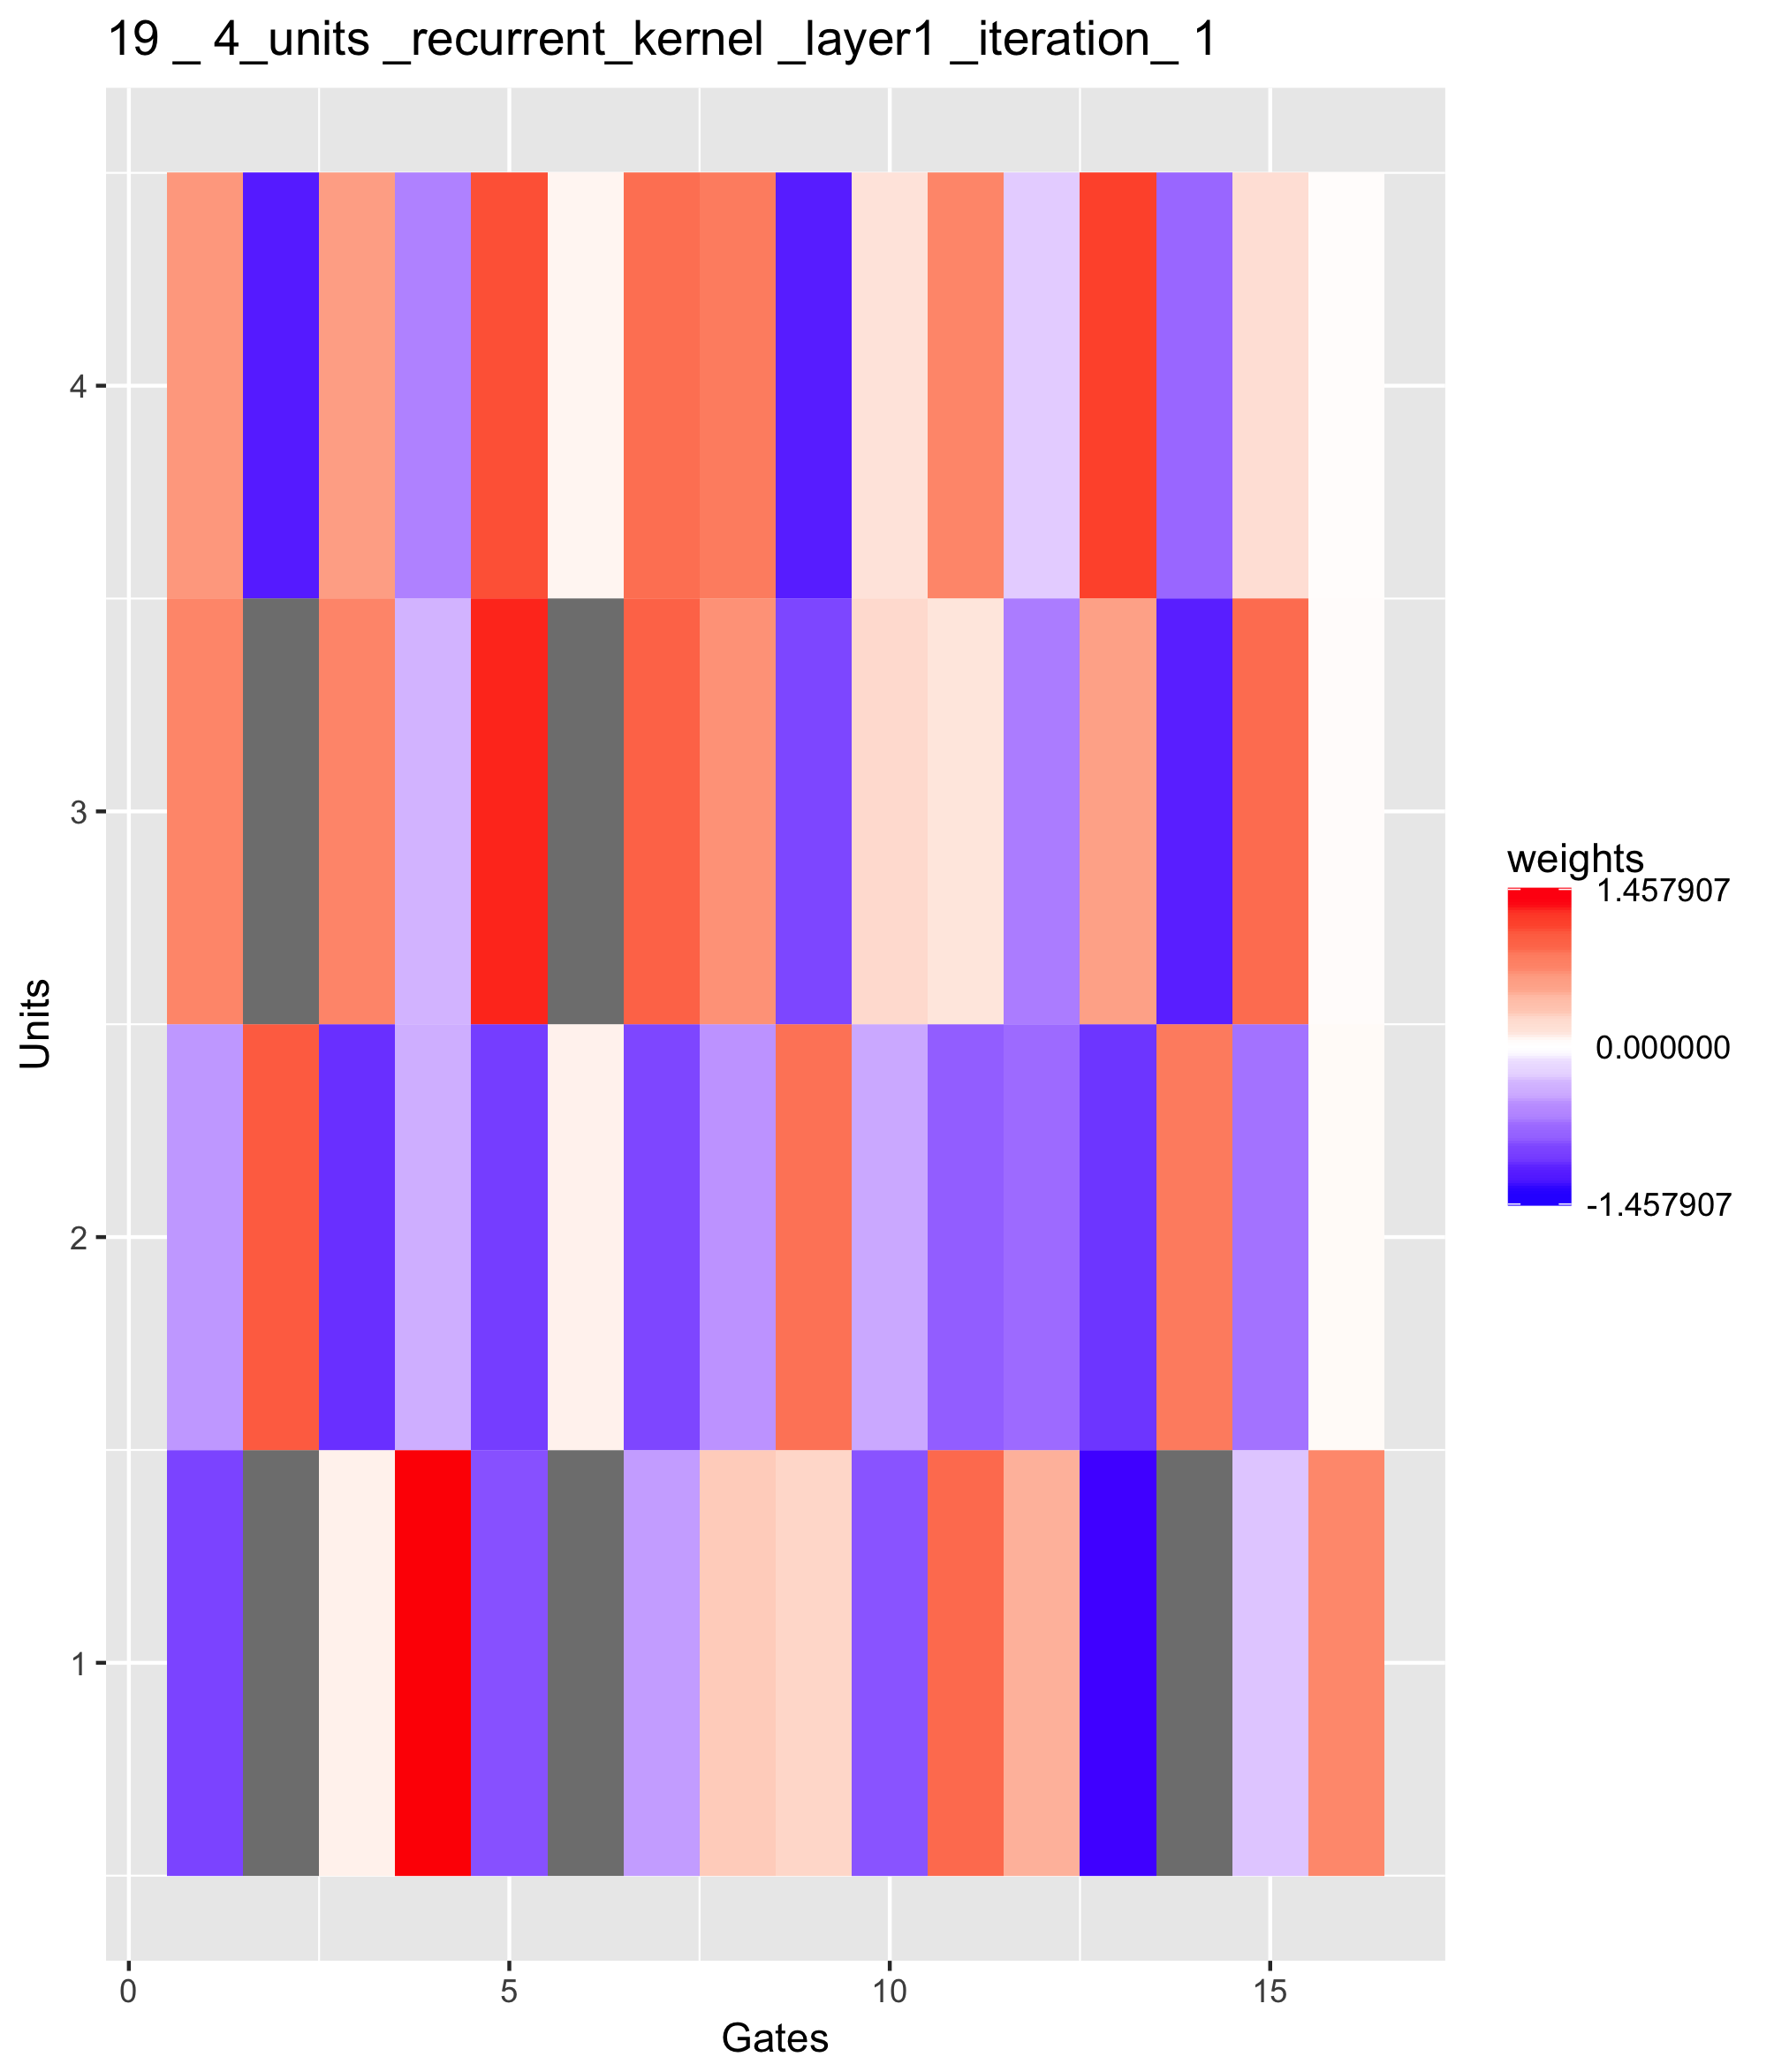 19 _ 4_units _recurrent_kernel _layer1 _iteration_ 1
4
3
2
1
Units
0 5 10 15
Gates
weights
1.457907
0.000000
-1.457907